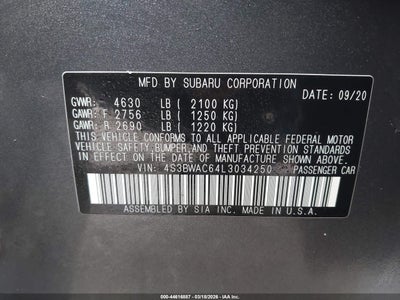 MFD BY SUBARU CORPORATION
DATE: 09/20
GVWR: 4630 LB ( 2100 KG)
GAWR: F 2756 LB ( 1250 KG)
GAWR: R 2690 LB ( 1220 KG)
THIS VEHICLE CONFORMS TO ALL APPLICABLE FEDERAL MOTOR
VEHICLE SAFETY, BUMPER, AND THEFT PREVENTION STANDARDS
IN EFFECT ON THE DATE OF MANUFACTURE SHOWN ABOVE.
VIN: 4S3BWAC64L3034250 PASSENGER CAR
ASSEMBLED BY SIA INC. IN U.S.A.
000-44616887 - 03/18/2026 - IAAI Copyright